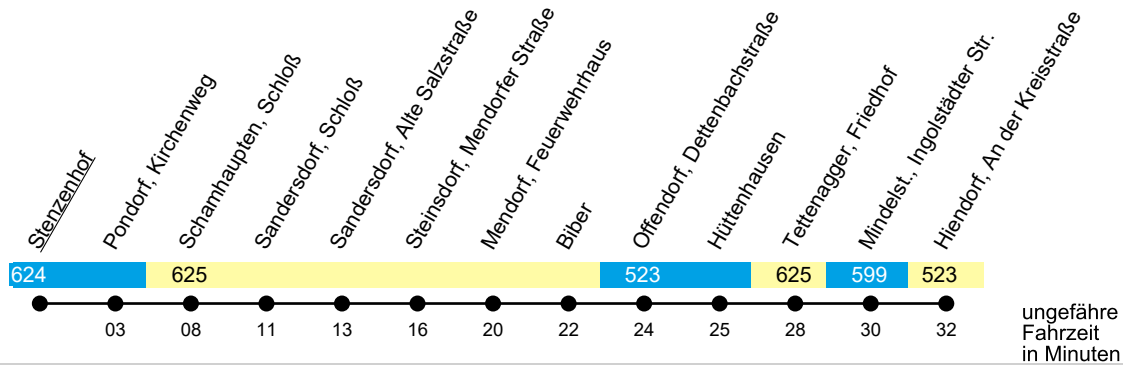 Stenzenhof
Pondorf, Kirchenweg
Schamhaupten, Schloß
Sandersdorf, Schloß
Sandersdorf, Alte Salzstraße
Steinsdorf, Mendorfer Straße
Mendorf, Feuerwehrhaus
Biber
Offendorf, Dettenbachstraße
Hüttenhausen
Tettenagger, Friedhof
Mindelst., Ingolstädter Str.
Hiendorf, An der Kreisstraße
624 625 523 625 599 523
03 08 11 13 16 20 22 24 25 28 30 32
ungefähre
Fahrzeit
in Minuten